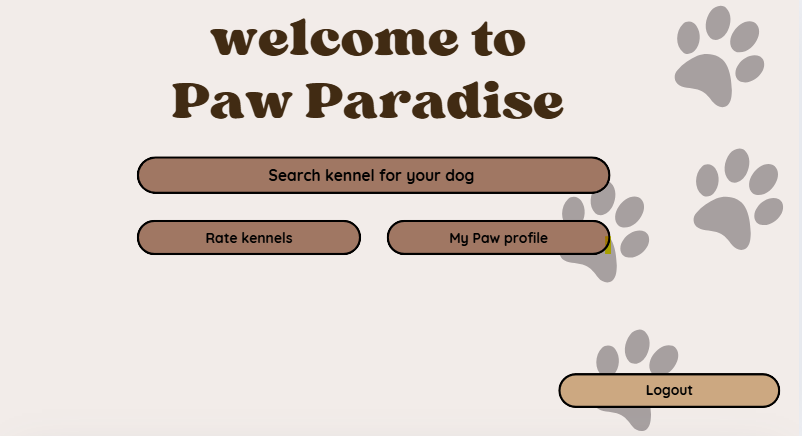 welcome to
Paw Paradise
Search kennel for your dog
Rate kennels
My Paw profile
Logout